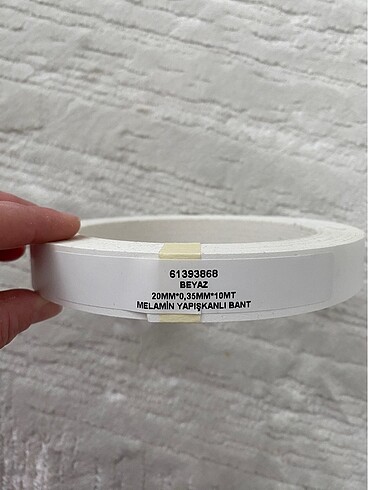 61393868
BEYAZ
20MM*0,35MM*10MT
MELAMİN YAPIŞKANLI BANT